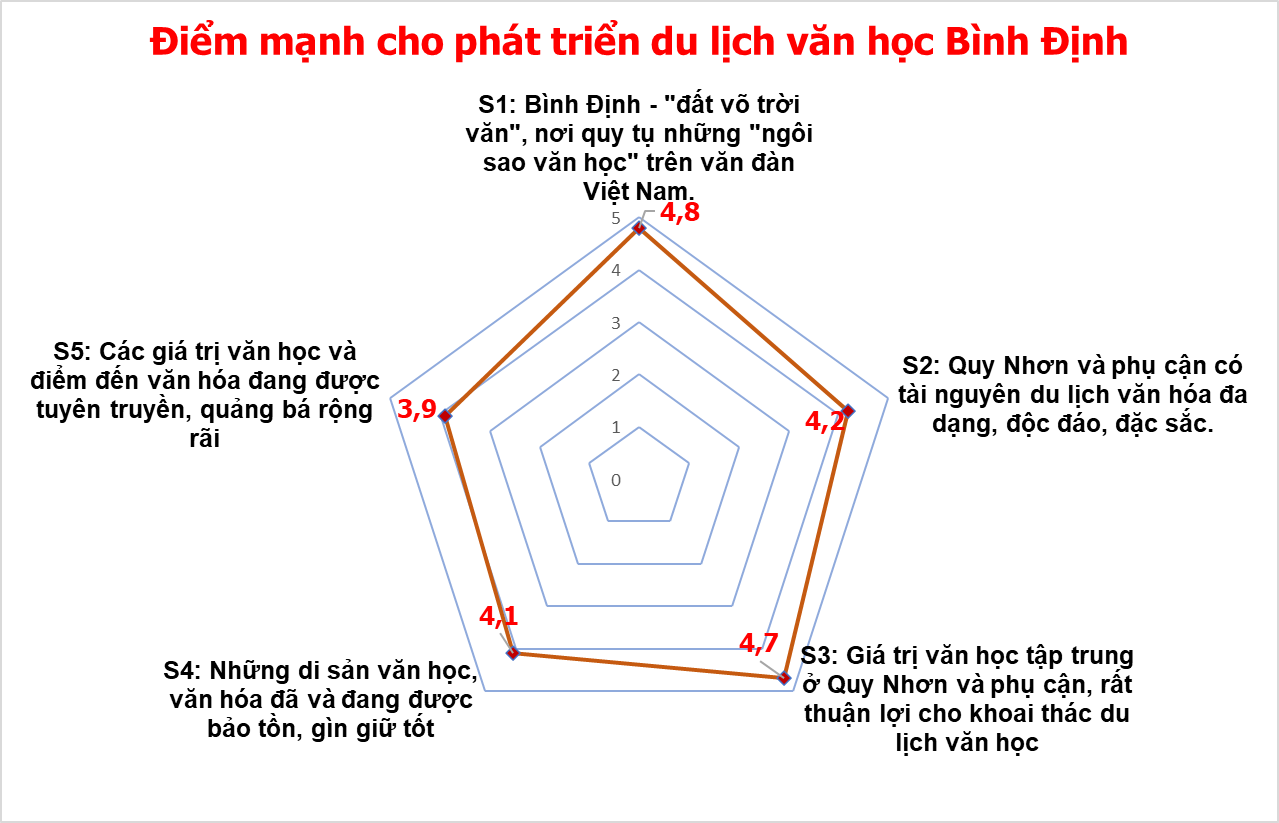 Điểm mạnh cho phát triển du lịch văn học Bình Định
S1: Bình Định - "đất võ trời
văn", nơi quy tụ những "ngôi
sao văn học" trên văn đàn
Việt Nam.
4,8
5
4
3
2
1
0
S2: Quy Nhơn và phụ cận có
tài nguyên du lịch văn hóa đa
dạng, độc đáo, đặc sắc.
4,2
S3: Giá trị văn học tập trung
ở Quy Nhơn và phụ cận, rất
thuận lợi cho khoai thác du
lịch văn học
4,7
S4: Những di sản văn học,
văn hóa đã và đang được
bảo tồn, gìn giữ tốt
4,1
S5: Các giá trị văn học và
điểm đến văn hóa đang được
tuyên truyền, quảng bá rộng
rãi
3,9